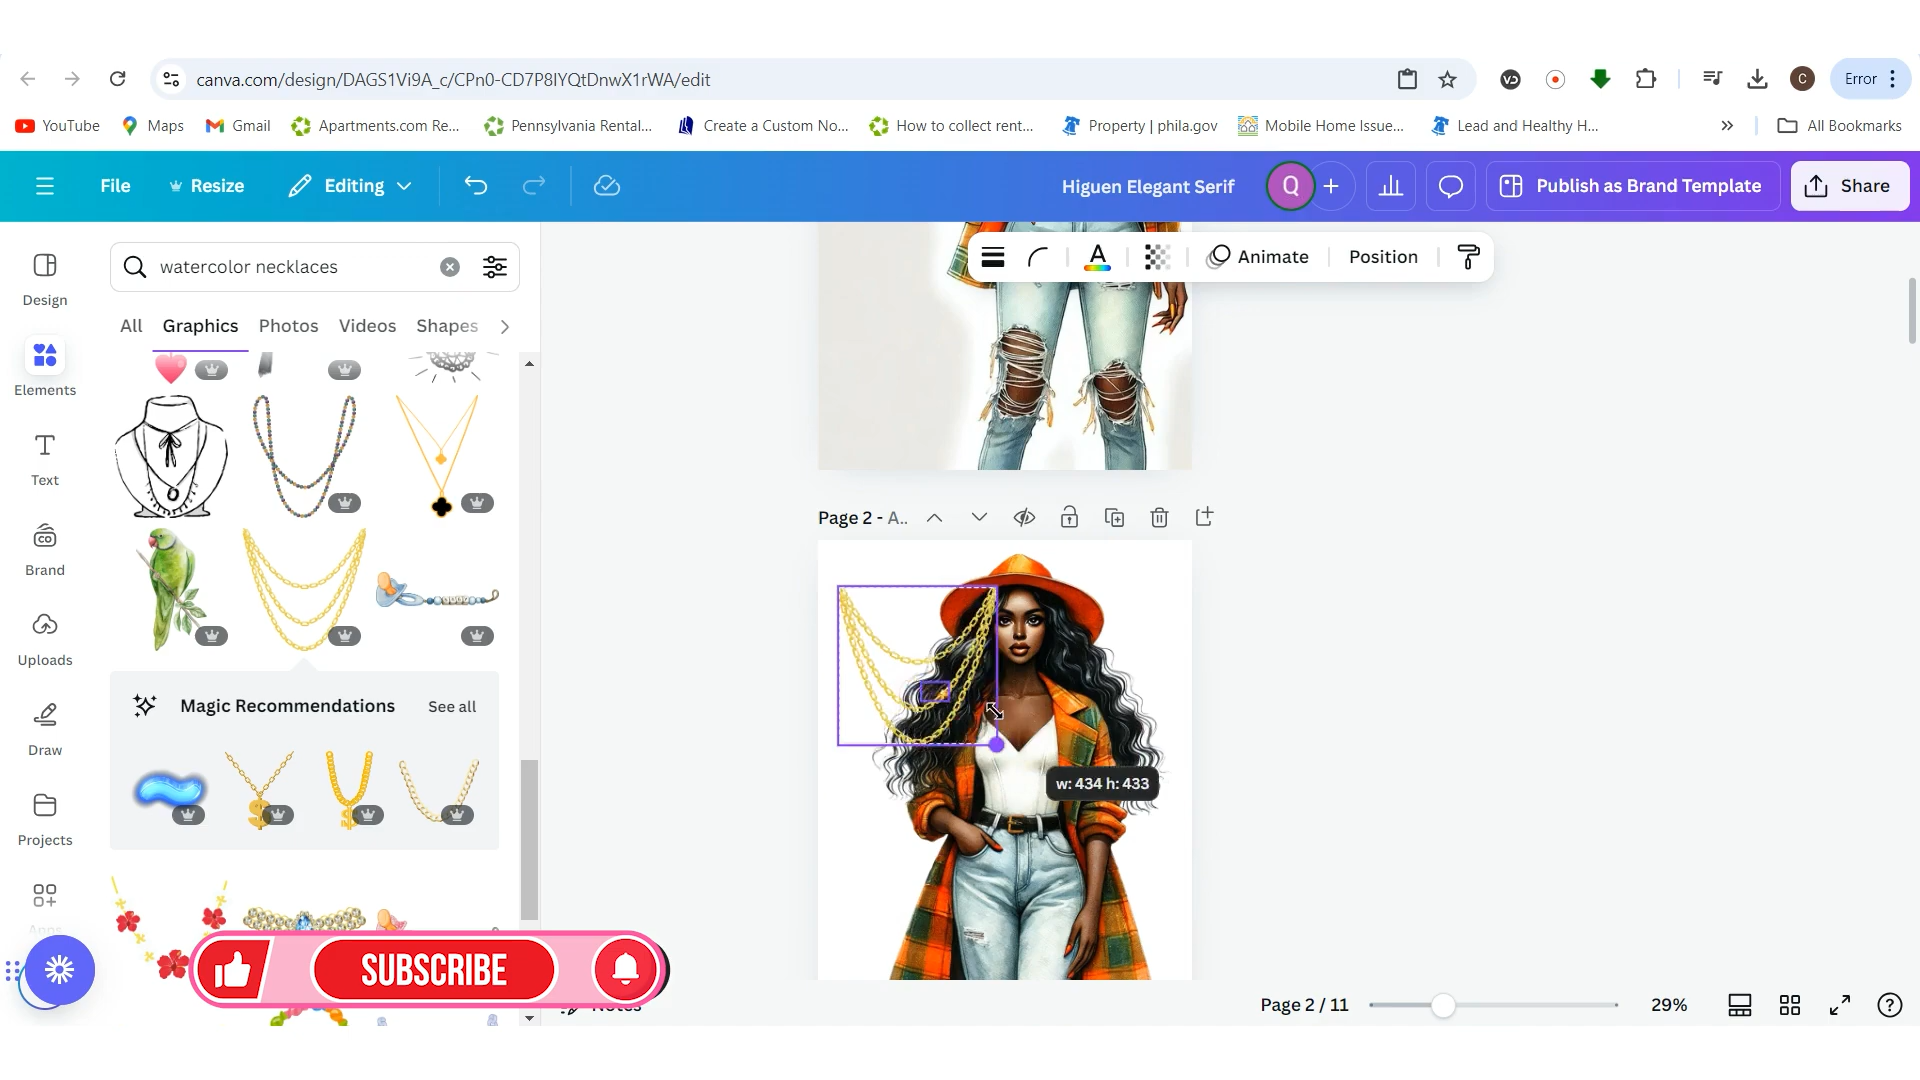 canva.com/design/DAGS1Vi9A_c/CPn0-CD7P8IYQtDnwX1rWA/edit
C
Error
YouTube
Maps
Gmail
Apartments.com Re...
Pennsylvania Rental...
Create a Custom No...
How to collect rent...
Property | phila.gov
Mobile Home Issue...
Lead and Healthy H...
All Bookmarks
File
Resize
Editing
Higuen Elegant Serif
Q
Publish as Brand Template
Share
Design
Elements
Text
Brand
Uploads
Draw
Projects
Apps
watercolor necklaces
All
Graphics
Photos
Videos
Shapes
Magic Recommendations
See all
Animate
Position
Page 2 - A..
w: 434 h: 433
SUBSCRIBE
Notes
Page 2 / 11
29%